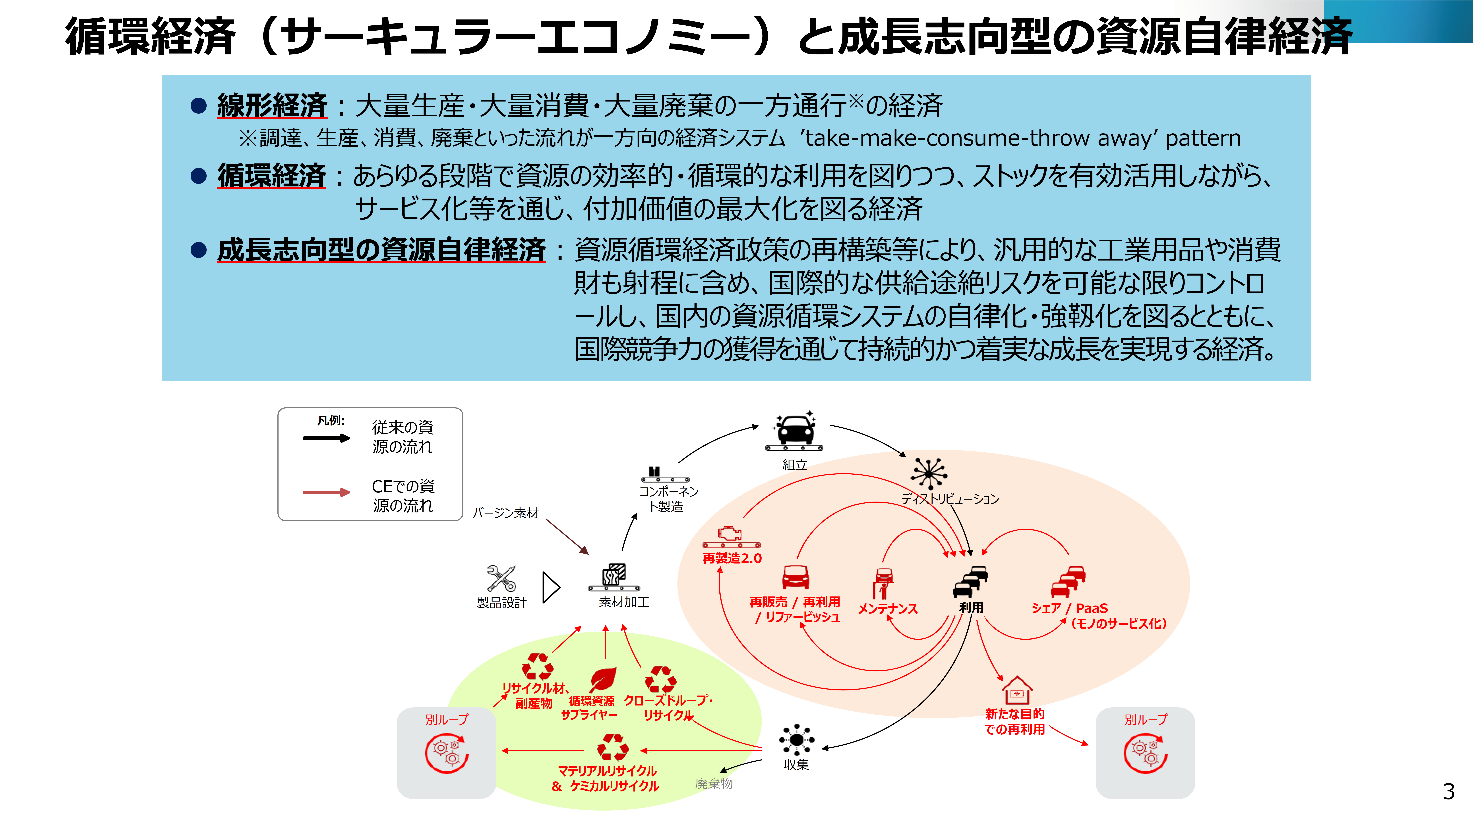 循環経済（サーキュラーエコノミー）と成長志向型の資源自律経済
● 線形経済：大量生産・大量消費・大量廃棄の一方通行※の経済
※調達、生産、消費、廃棄といった流れが一方向の経済システム ’take-make-consume-throw away’ pattern
● 循環経済：あらゆる段階で資源の効率的・循環的な利用を図りつつ、ストックを有効活用しながら、
サービス化等を通じ、付加価値の最大化を図る経済
● 成長志向型の資源自律経済：資源循環経済政策の再構築等により、汎用的な工業用品や消費
財も射程に含め、国際的な供給途絶リスクを可能な限りコントロ
ールし、国内の資源循環システムの自律化・強靱化を図るとともに、
国際競争力の獲得を通じて持続的かつ着実な成長を実現する経済。
凡例:
従来の資
源の流れ
CEでの資
源の流れ
バージン素材
製品設計
素材加工
コンポーネン
ト製造
組立
ディストリビューション
再製造2.0
再販売 / 再利用
/ リファービッシュ
メンテナンス
利用
シェア / PaaS
（モノのサービス化）
新たな目的
での再利用
別ループ
リサイクル材、
副産物
循環資源
サプライヤー
クローズドループ・
リサイクル
別ループ
マテリアルリサイクル
& ケミカルリサイクル
廃棄物
収集
3